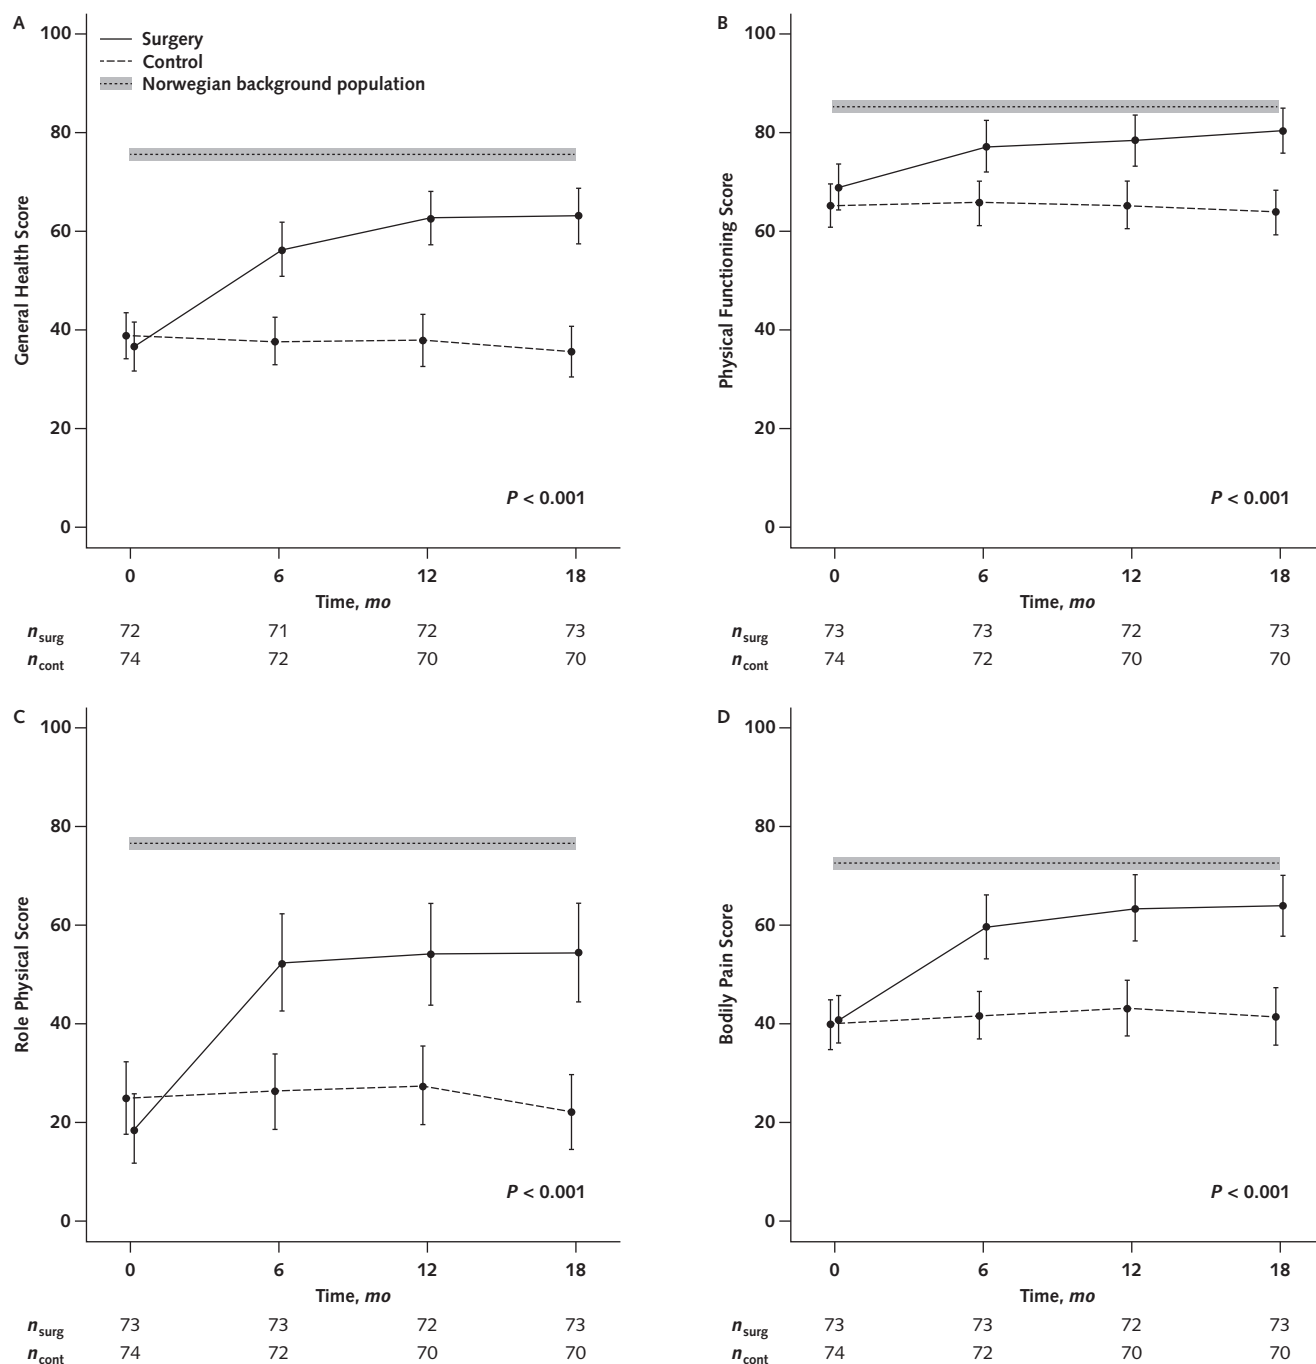 A
100
80
60
40
20
0
General Health Score
Surgery
Control
Norwegian background population
P < 0.001
0 6 12 18
Time, mo
nsurg 72 71 72 73
ncont 74 72 70 70
B
100
80
60
40
20
0
Physical Functioning Score
P < 0.001
0 6 12 18
Time, mo
nsurg 73 73 72 73
ncont 74 72 70 70
C
100
80
60
40
20
0
Role Physical Score
P < 0.001
0 6 12 18
Time, mo
nsurg 73 73 72 73
ncont 74 72 70 70
D
100
80
60
40
20
0
Bodily Pain Score
P < 0.001
0 6 12 18
Time, mo
nsurg 73 73 72 73
ncont 74 72 70 70